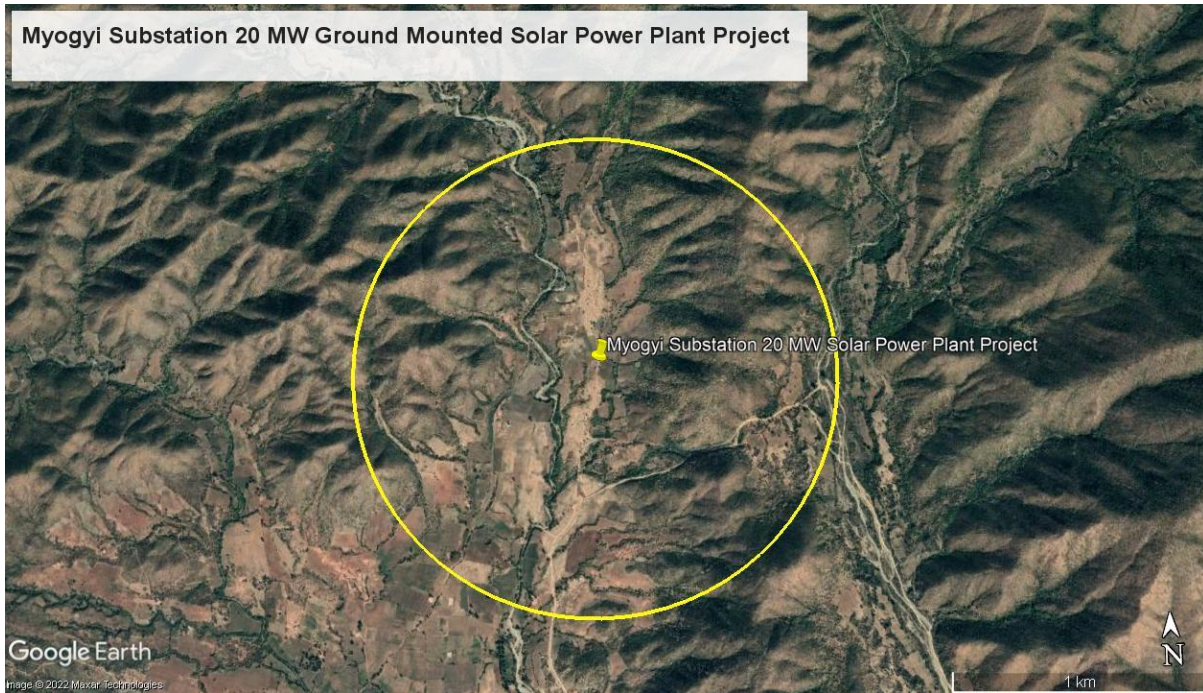 Myogyi Substation 20 MW Ground Mounted Solar Power Plant Project
Myogyi Substation 20 MW Solar Power Plant Project
Google Earth
Image © 2022 Maxar Technologies
N
1 km